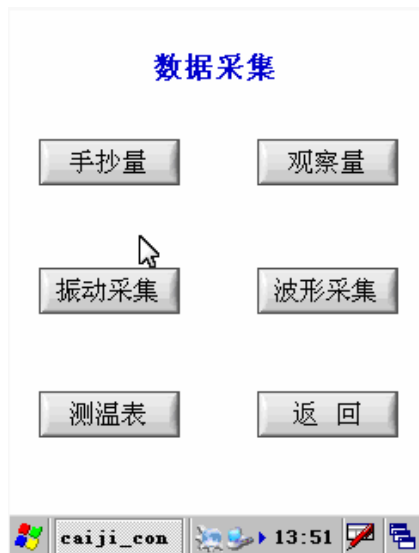 数据采集
手抄量 观察量
振动采集 波形采集
测温表 返 回
caiji_con 13:51